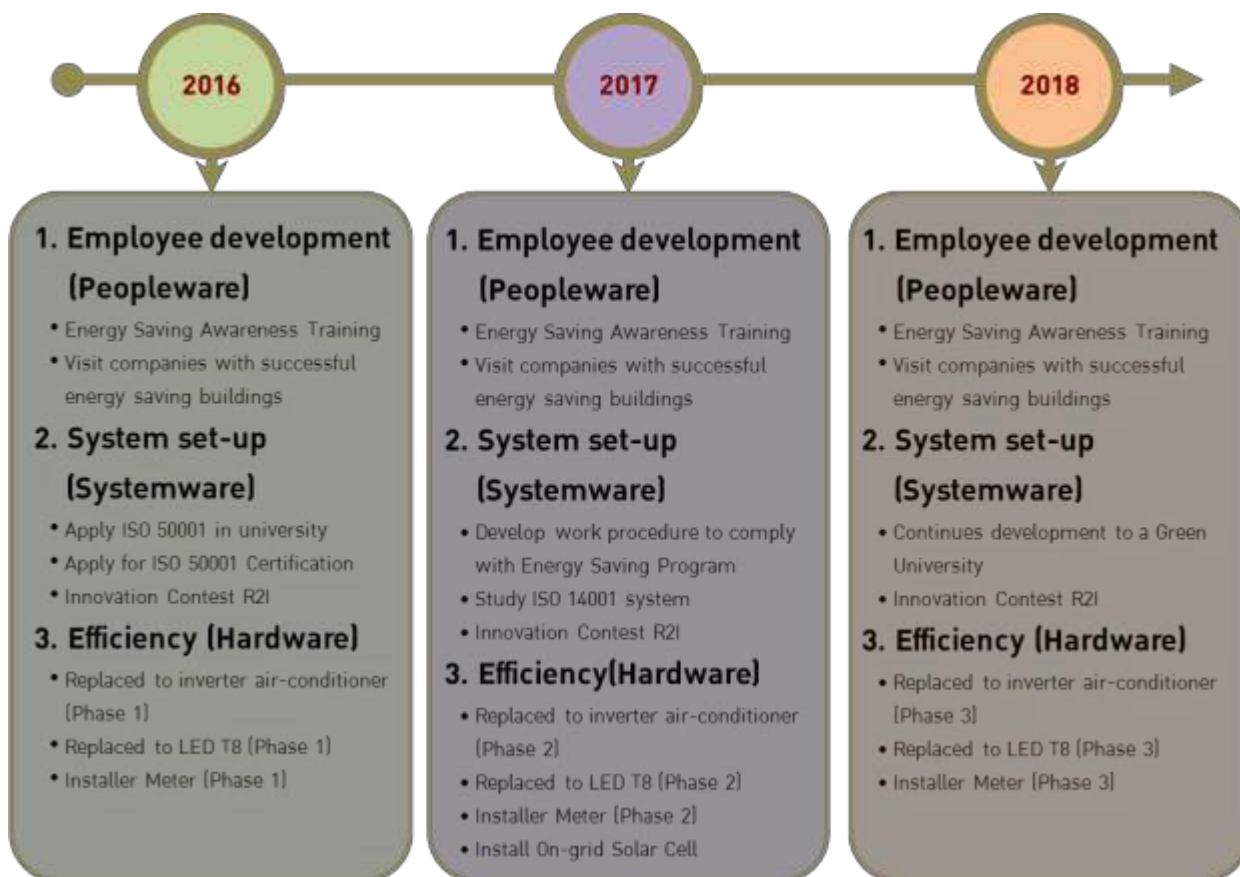 2016
2017
2018
1. Employee development
(Peopleware)
• Energy Saving Awareness Training
• Visit companies with successful
energy saving buildings
2. System set-up
(Systemware)
• Apply ISO 50001 in university
• Apply for ISO 50001 Certification
• Innovation Contest R2I
3. Efficiency (Hardware)
• Replaced to inverter air-conditioner
(Phase 1)
• Replaced to LED T8 (Phase 1)
• Installer Meter (Phase 1)
1. Employee development
(Peopleware)
• Energy Saving Awareness Training
• Visit companies with successful
energy saving buildings
2. System set-up
(Systemware)
• Develop work procedure to comply
with Energy Saving Program
• Study ISO 14001 system
• Innovation Contest R2I
3. Efficiency(Hardware)
• Replaced to inverter air-conditioner
(Phase 2)
• Replaced to LED T8 (Phase 2)
• Installer Meter (Phase 2)
• Install On-grid Solar Cell
1. Employee development
(Peopleware)
• Energy Saving Awareness Training
• Visit companies with successful
energy saving buildings
2. System set-up
(Systemware)
• Continues development to a Green
University
• Innovation Contest R2I
3. Efficiency (Hardware)
• Replaced to inverter air-conditioner
(Phase 3)
• Replaced to LED T8 (Phase 3)
• Installer Meter (Phase 3)